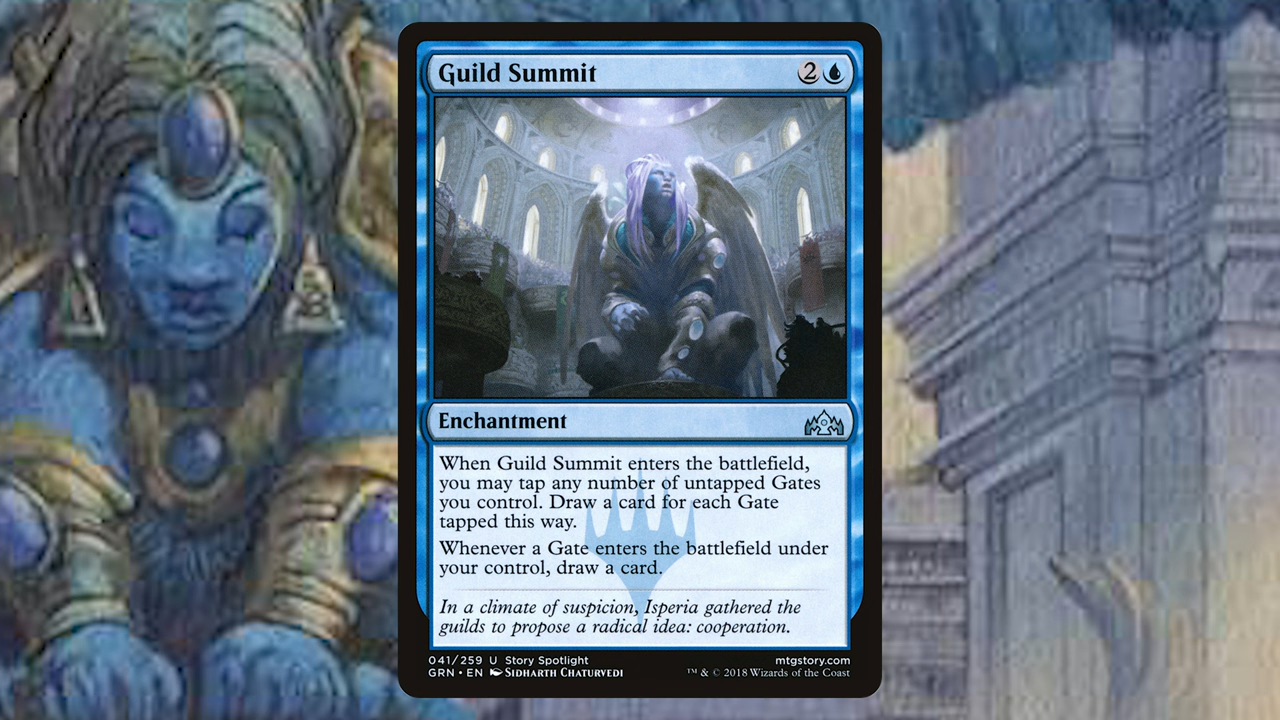 Guild Summit 2
Enchantment
When Guild Summit enters the battlefield,
you may tap any number of untapped Gates
you control. Draw a card for each Gate
tapped this way.
Whenever a Gate enters the battlefield under
your control, draw a card.
In a climate of suspicion, Isperia gathered the
guilds to propose a radical idea: cooperation.
041/259 U Story Spotlight mtgstory.com
GRN • EN Sidharth Chaturvedi ™ & © 2018 Wizards of the Coast